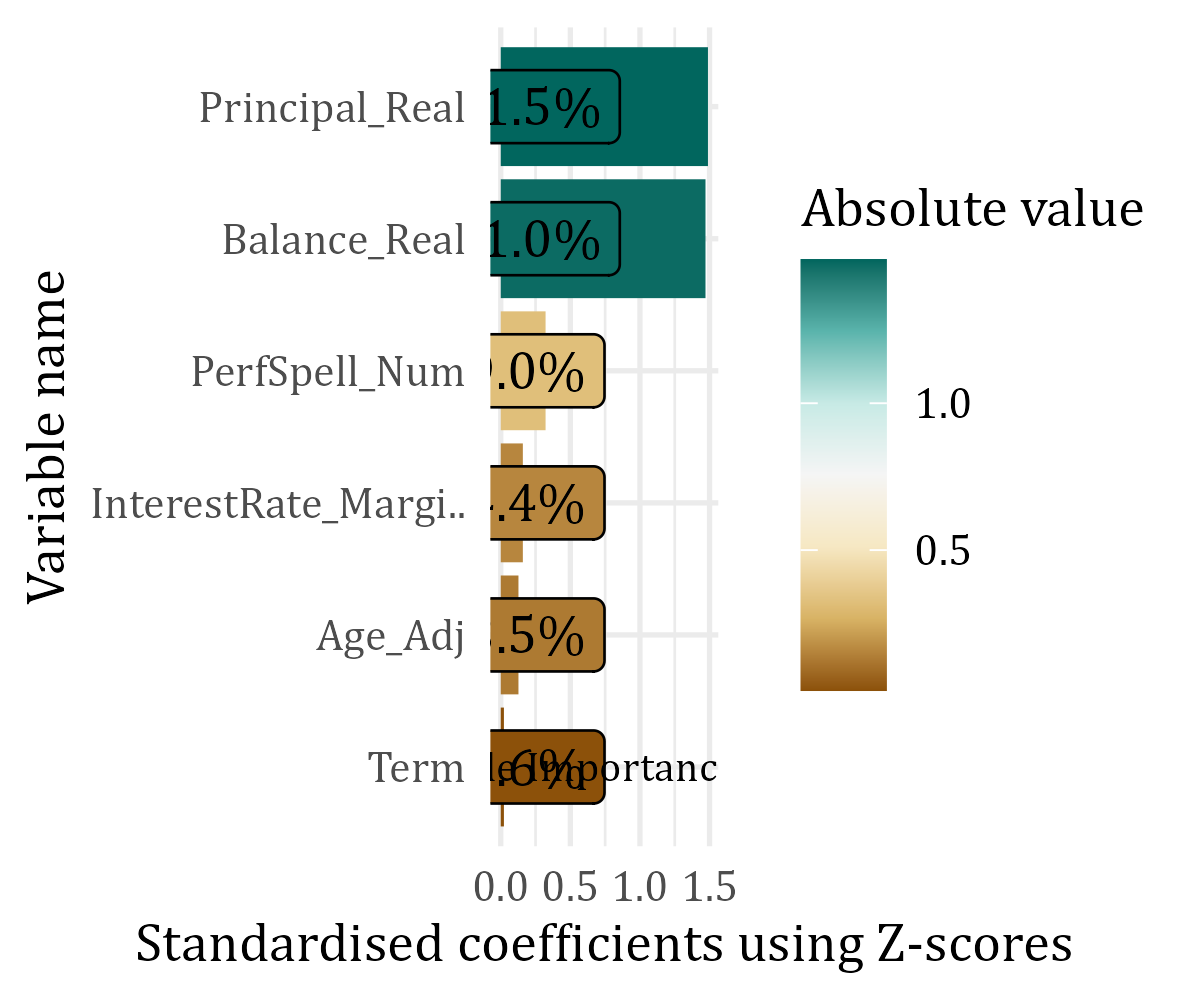 Principal_Real
1.5%
Balance_Real
1.0%
PerfSpell_Num
.0%
InterestRate_Margi..
.4%
Age_Adj
.5%
Term
.6%
0.0 0.5 1.0 1.5
Standardised coefficients using Z-scores
Variable name
Absolute value
1.0
0.5